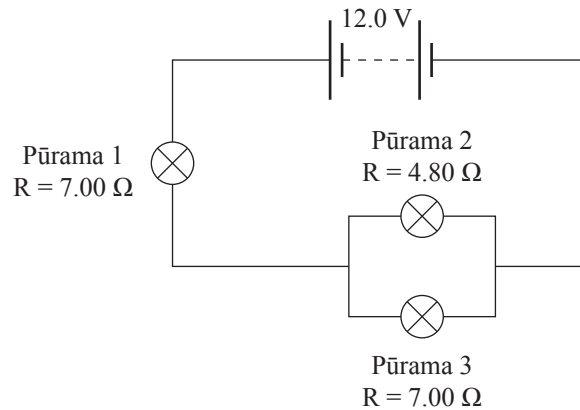 12.0 V
Pūrama 1
R = 7.00 Ω
Pūrama 2
R = 4.80 Ω
Pūrama 3
R = 7.00 Ω